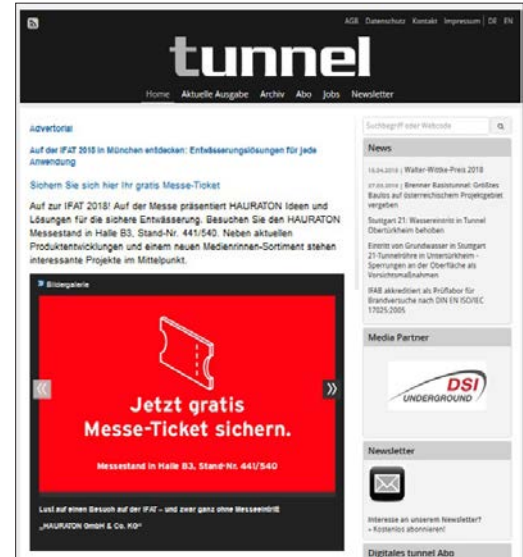 AGB Datenschutz Kontakt Impressum | DE EN
tunnel
Home Aktuelle Ausgabe Archiv Abo Jobs Newsletter
Advertorial
Auf der IFAT 2018 in München entdecken: Entwässerungslösungen für jede
Anwendung
Sichern Sie sich hier Ihr gratis Messe-Ticket
Auf zur IFAT 2018! Auf der Messe präsentiert HAURATON Ideen und
Lösungen für die sichere Entwässerung. Besuchen Sie den HAURATON
Messestand in Halle B3, Stand-Nr. 441/540. Neben aktuellen
Produktentwicklungen und einem neuen Medienrinnen-Sortiment stehen
interessante Projekte im Mittelpunkt.
Bildergalerie
Jetzt gratis
Messe-Ticket sichern.
Messestand in Halle B3, Stand-Nr. 441/540
Lust auf einen Besuch auf der IFAT – und zwar ganz ohne Messeeintritt
„HAURATON GmbH & Co. KG“
Suchbegriff oder Webcode
News
16.04.2018 | Walter-Wittke-Preis 2018
Brenner Basistunnel: Größtes
Baulos auf österreichischem Projektgebiet
vergeben
Stuttgart 21: Wassereintritt in Tunnel
Obertürkheim behoben
Eintritt von Grundwasser in Stuttgart
21-Tunnelröhre in Untertürkheim -
Sperrungen an der Oberfläche als
Vorsichtsmaßnahmen
IFAB akkreditiert als Prüflabor für
Brandversuche nach DIN EN ISO/IEC
17025:2005
Media Partner
DSI
UNDERGROUND
Newsletter
Interesse an unserem Newsletter?
» Kostenlos abonnieren!
Digitales tunnel Abo